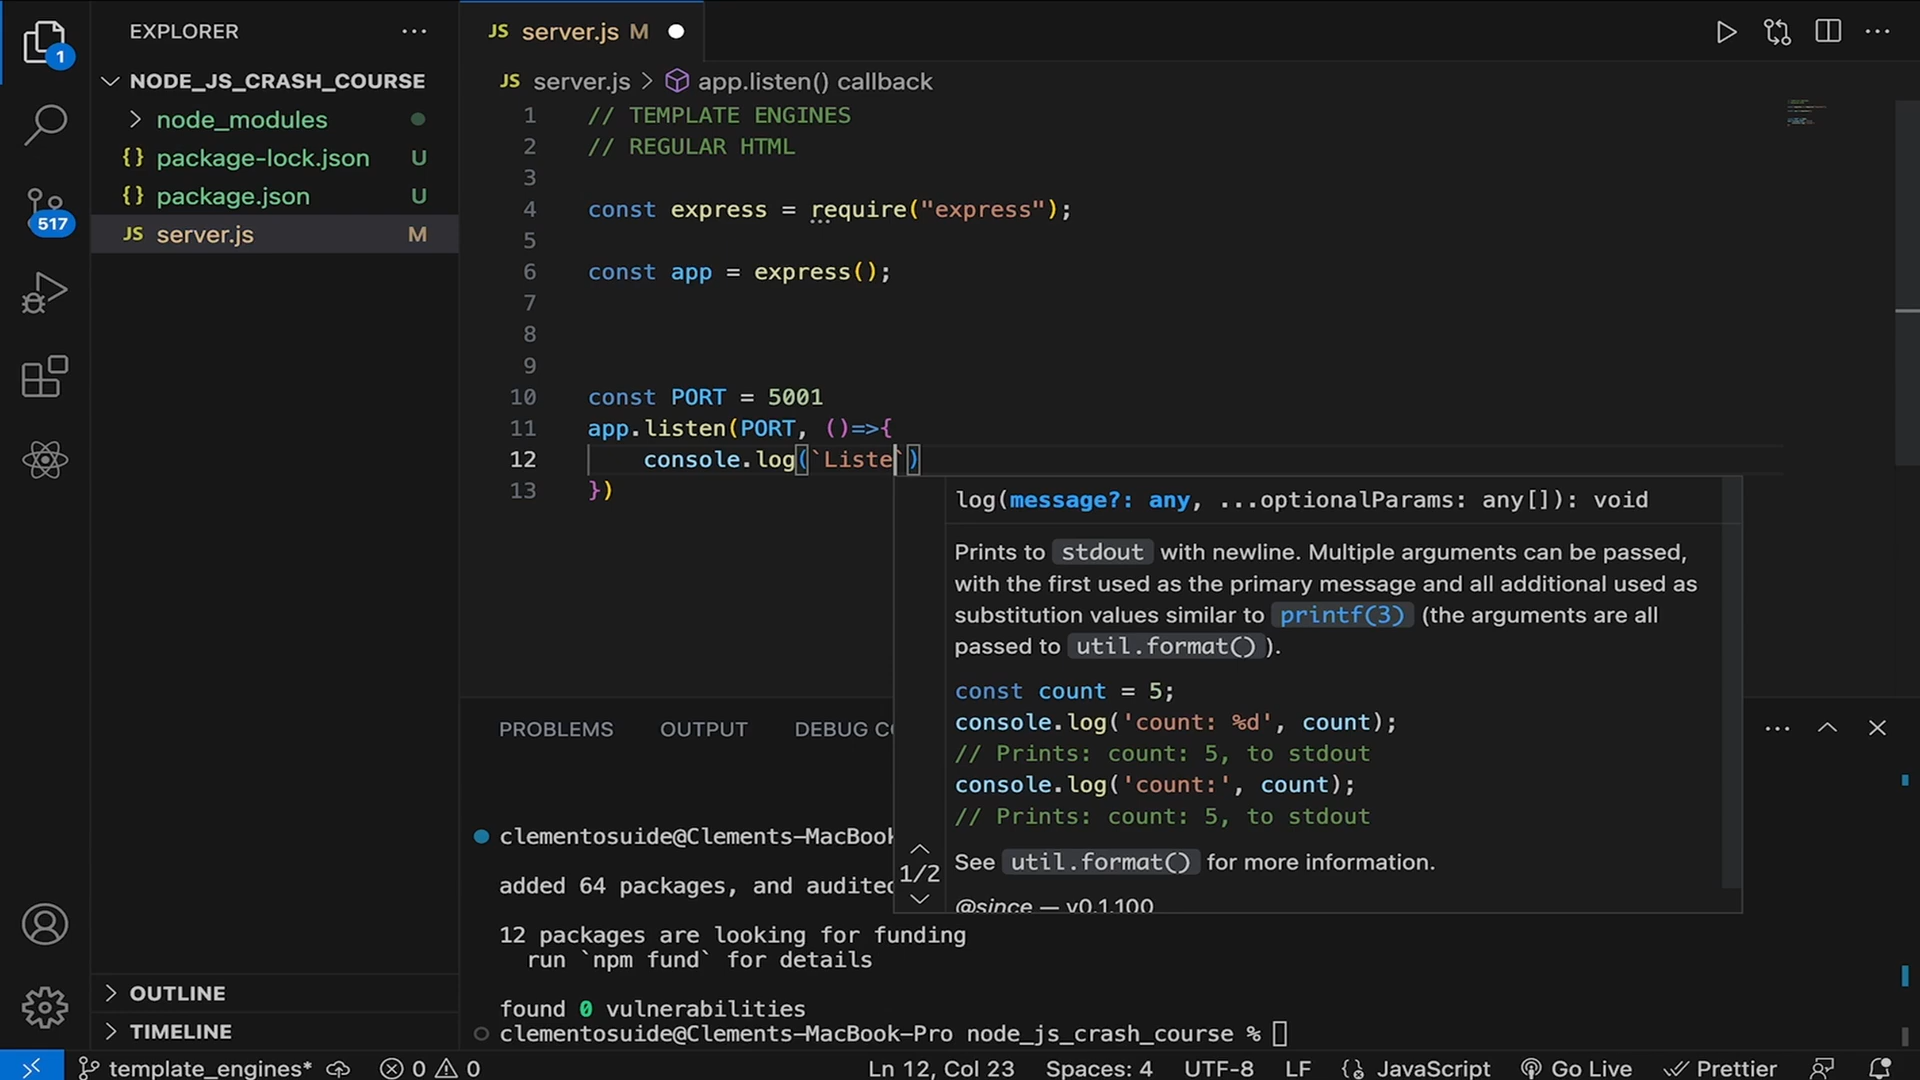 EXPLORER
JS server.js M
1
NODE_JS_CRASH_COURSE
node_modules
{} package-lock.json U
{} package.json U
JS server.js M
517
JS server.js > app.listen() callback
1 // TEMPLATE ENGINES
2 // REGULAR HTML
3
4 const express = require("express");
5
6 const app = express();
7
8
9
10 const PORT = 5001
11 app.listen(PORT, ()=>{
12 console.log(`Liste`)
13 })
log(message?: any, ...optionalParams: any[]): void
Prints to stdout with newline. Multiple arguments can be passed,
with the first used as the primary message and all additional used as
substitution values similar to printf(3) (the arguments are all
passed to util.format() ).
const count = 5;
console.log('count: %d', count);
// Prints: count: 5, to stdout
console.log('count:', count);
// Prints: count: 5, to stdout
See util.format() for more information.
@since — v0.1.100
1/2
PROBLEMS OUTPUT DEBUG CO
clementosuide@Clements-MacBook
added 64 packages, and audited
12 packages are looking for funding
run `npm fund` for details
found 0 vulnerabilities
clementosuide@Clements-MacBook-Pro node_js_crash_course %
OUTLINE
TIMELINE
template_engines* 0 0 Ln 12, Col 23 Spaces: 4 UTF-8 LF JavaScript Go Live Prettier